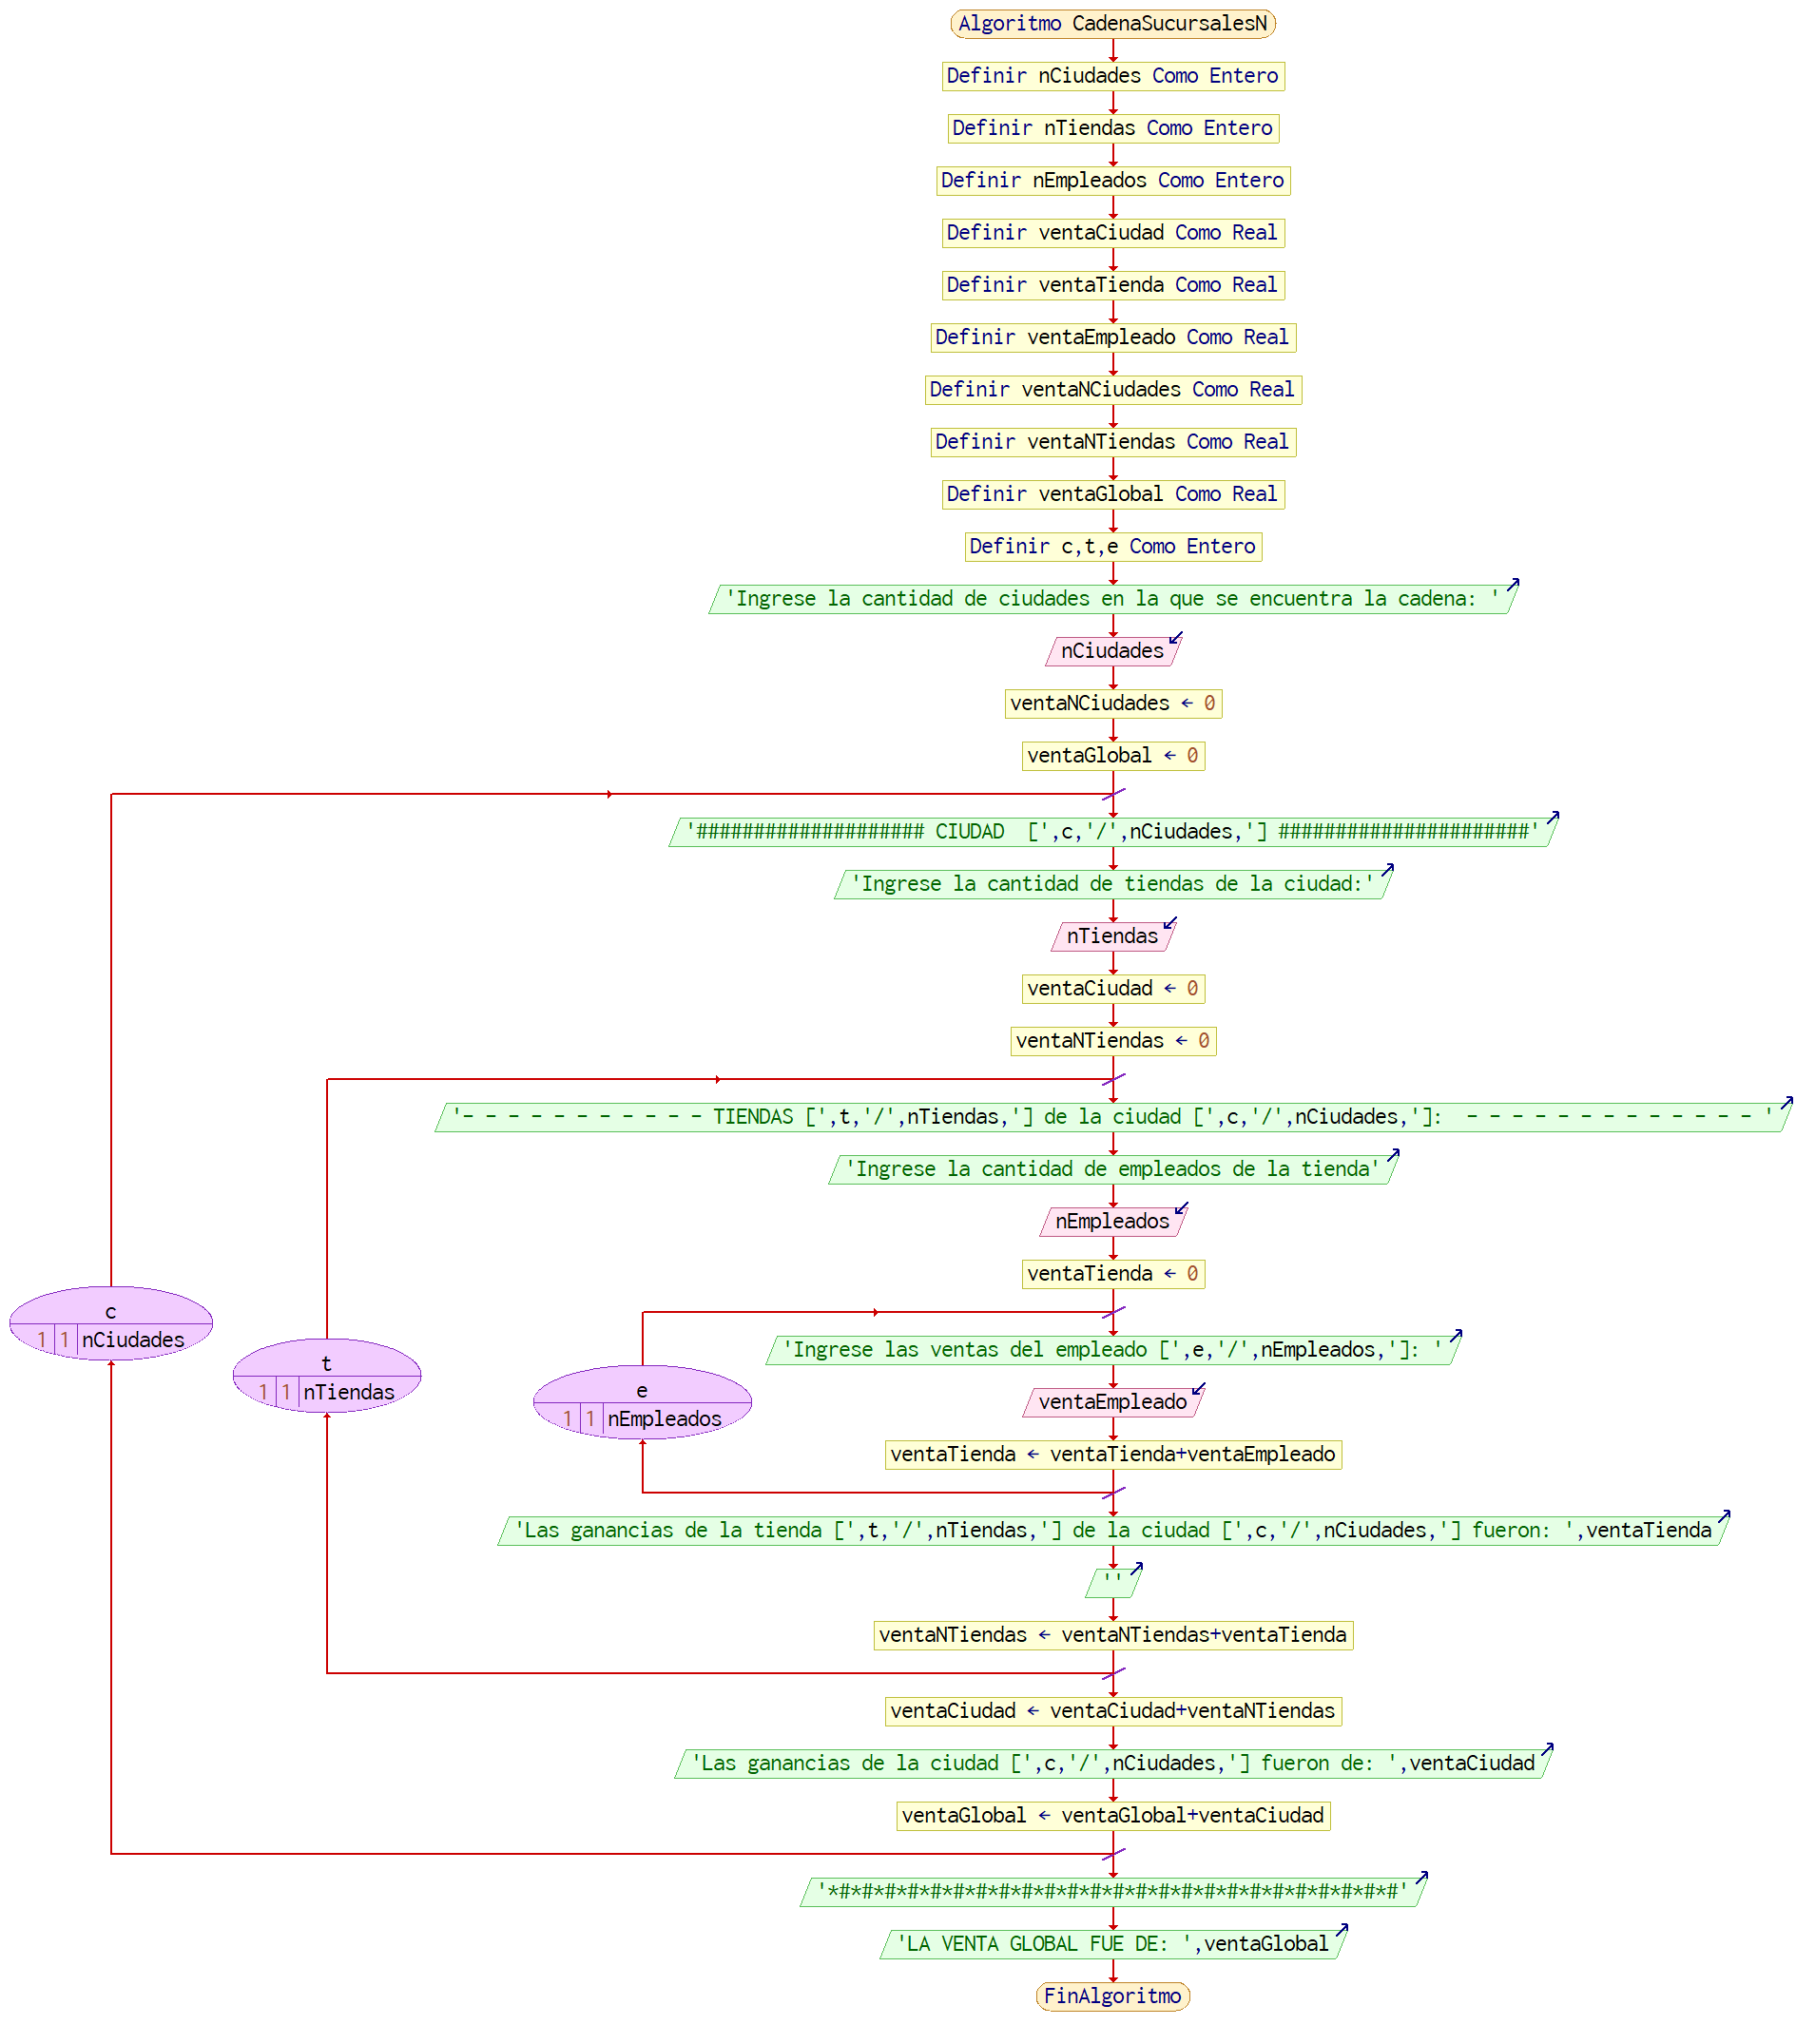 Algoritmo CadenaSucursalesN
Definir nCiudades Como Entero
Definir nTiendas Como Entero
Definir nEmpleados Como Entero
Definir ventaCiudad Como Real
Definir ventaTienda Como Real
Definir ventaEmpleado Como Real
Definir ventaNCiudades Como Real
Definir ventaNTiendas Como Real
Definir ventaGlobal Como Real
Definir c,t,e Como Entero
'Ingrese la cantidad de ciudades en la que se encuentra la cadena: '
nCiudades
ventaNCiudades ← 0
ventaGlobal ← 0
'#################### CIUDAD  [',c,'/',nCiudades,'] ######################'
'Ingrese la cantidad de tiendas de la ciudad:'
nTiendas
ventaCiudad ← 0
ventaNTiendas ← 0
'- - - - - - - - - - - TIENDAS [',t,'/',nTiendas,'] de la ciudad [',c,'/',nCiudades,']:  - - - - - - - - - - - - - '
'Ingrese la cantidad de empleados de la tienda'
nEmpleados
ventaTienda ← 0
c
1 1 nCiudades
t
1 1 nTiendas
e
1 1 nEmpleados
'Ingrese las ventas del empleado [',e,'/',nEmpleados,']: '
ventaEmpleado
ventaTienda ← ventaTienda+ventaEmpleado
'Las ganancias de la tienda [',t,'/',nTiendas,'] de la ciudad [',c,'/',nCiudades,'] fueron: ',ventaTienda
''
ventaNTiendas ← ventaNTiendas+ventaTienda
ventaCiudad ← ventaCiudad+ventaNTiendas
'Las ganancias de la ciudad [',c,'/',nCiudades,'] fueron de: ',ventaCiudad
ventaGlobal ← ventaGlobal+ventaCiudad
'*#*#*#*#*#*#*#*#*#*#*#*#*#*#*#*#*#*#*#*#*#*#*#*#*#'
'LA VENTA GLOBAL FUE DE: ',ventaGlobal
FinAlgoritmo